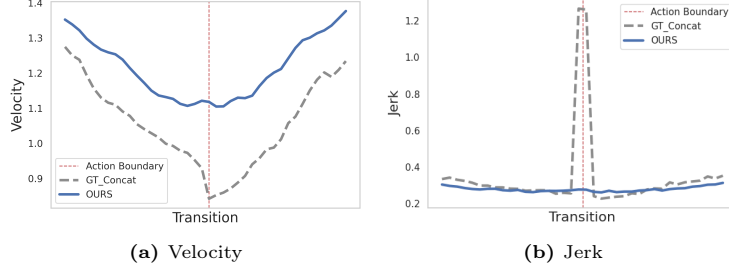 1.4
1.3
1.2
1.1
1.0
0.9
Velocity
Action Boundary
GT_Concat
OURS
Transition
(a) Velocity
1.2
1.0
0.8
0.6
0.4
0.2
Jerk
Action Boundary
GT_Concat
OURS
Transition
(b) Jerk